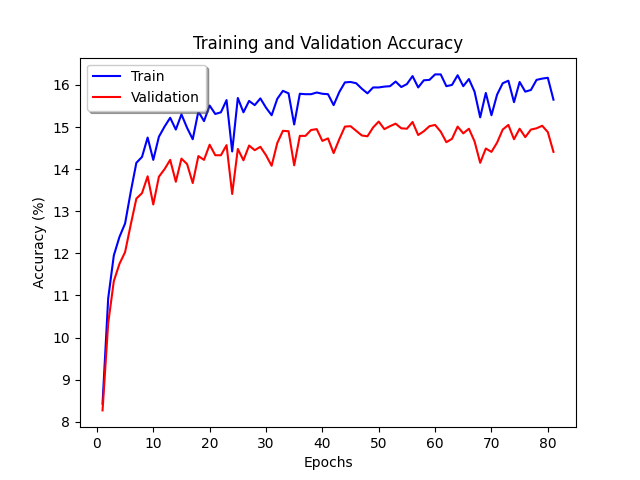 Training and Validation Accuracy
Train
Validation
Accuracy (%)
16
15
14
13
12
11
10
9
8
0 10 20 30 40 50 60 70 80
Epochs